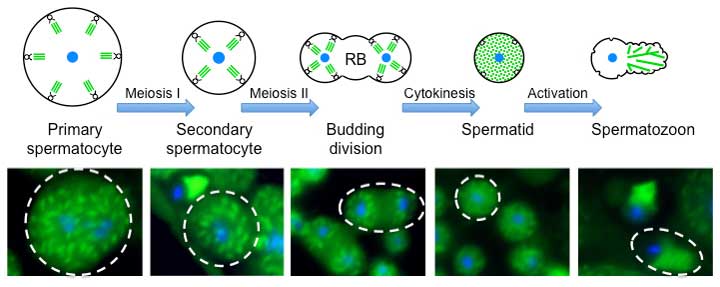 RB
Meiosis I
Meiosis II
Cytokinesis
Activation
Primary
spermatocyte
Secondary
spermatocyte
Budding
division
Spermatid
Spermatozoon